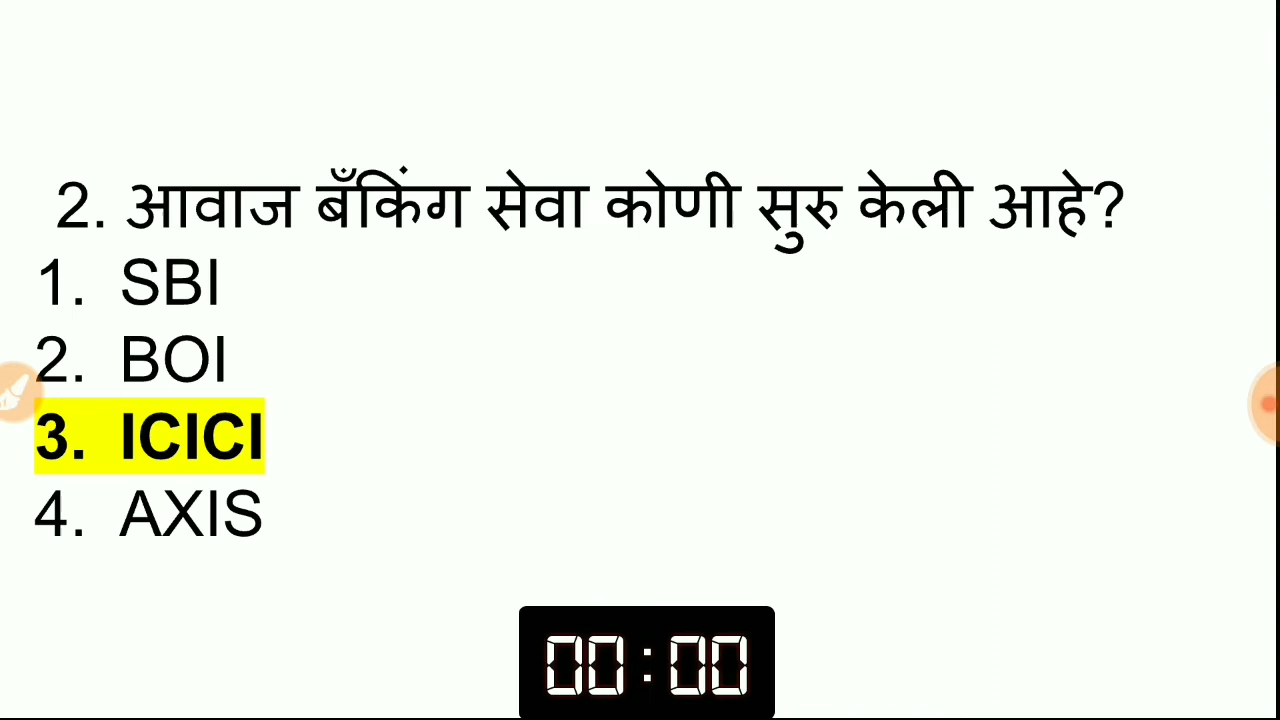 2. आवाज बँकिंग सेवा कोणी सुरु केली आहे?
1. SBI
2. BOI
3. ICICI
4. AXIS
00:00